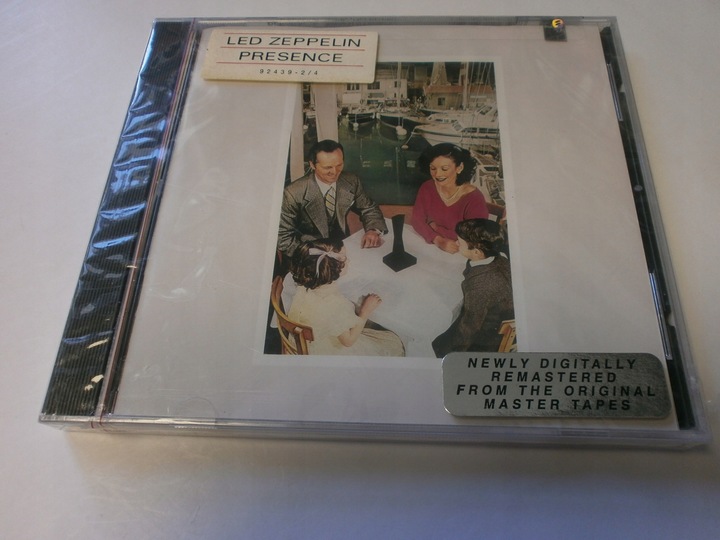 LED ZEPPELIN
PRESENCE
92439-2/4
NEWLY DIGITALLY
REMASTERED
FROM THE ORIGINAL
MASTER TAPES